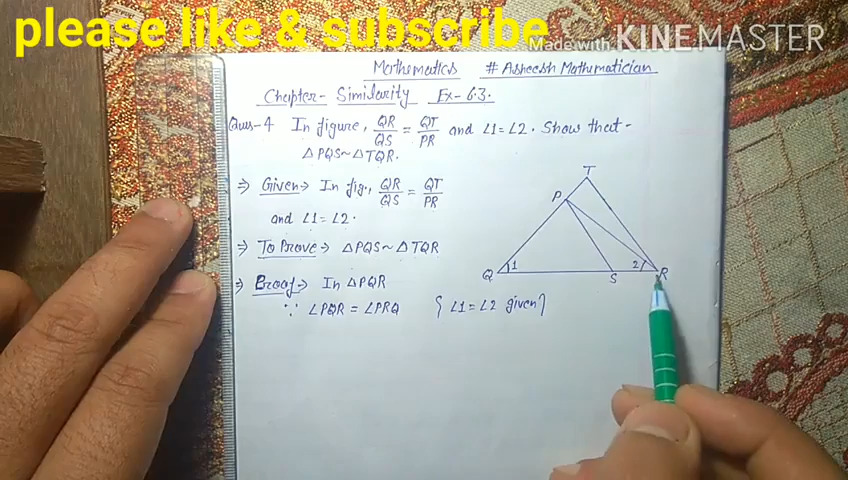 please like & subscribe
Made with KINEMASTER
Mathematics # Asheesh Mathematician
Chapter- Similarity Ex- 6.3.
Ques-4 In figure, QR/QS = QT/PR and ∠1=∠2. Show that-
△PQS~△TQR.
⇒ Given→ In fig., QR/QS = QT/PR
and ∠1=∠2.
⇒ To Prove→ △PQS~△TQR
⇒ Proof→ In △PQR
∵ ∠PQR = ∠PRQ {∠1=∠2 given}
T
P
Q 1 S 2 R